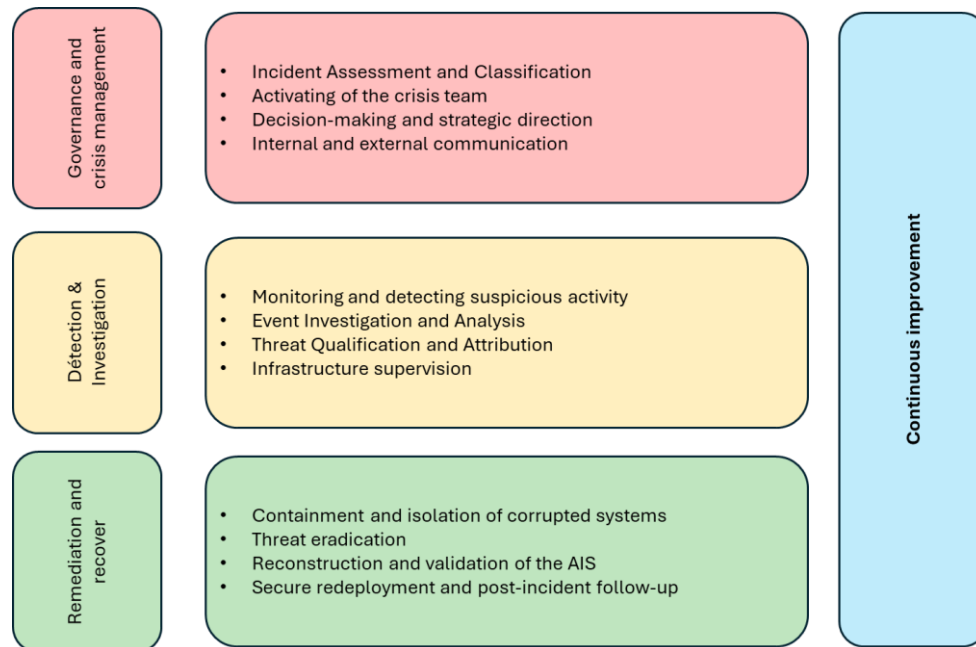 Governance and
crisis management
• Incident Assessment and Classification
• Activating of the crisis team
• Decision-making and strategic direction
• Internal and external communication
Détection &
Investigation
• Monitoring and detecting suspicious activity
• Event Investigation and Analysis
• Threat Qualification and Attribution
• Infrastructure supervision
Remediation and
recover
• Containment and isolation of corrupted systems
• Threat eradication
• Reconstruction and validation of the AIS
• Secure redeployment and post-incident follow-up
Continuous improvement